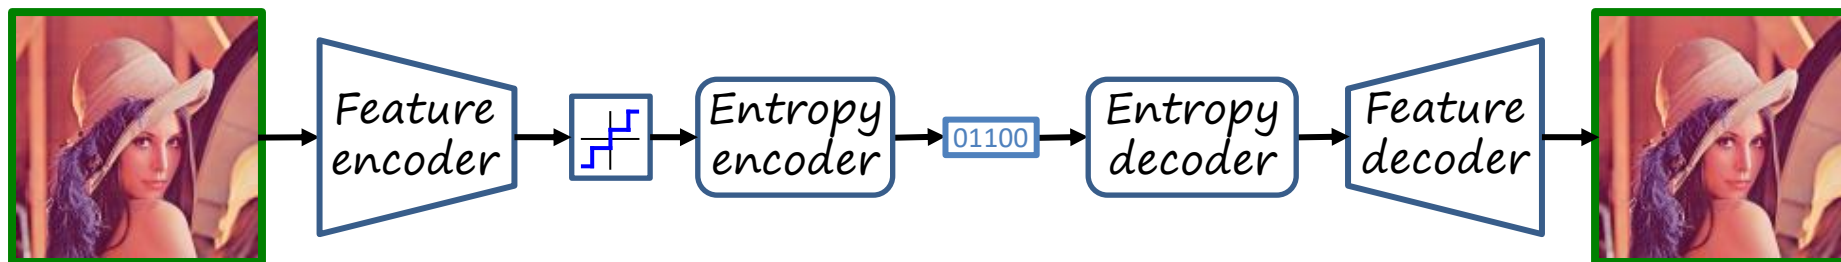 Feature
encoder
Entropy
encoder
01100
Entropy
decoder
Feature
decoder